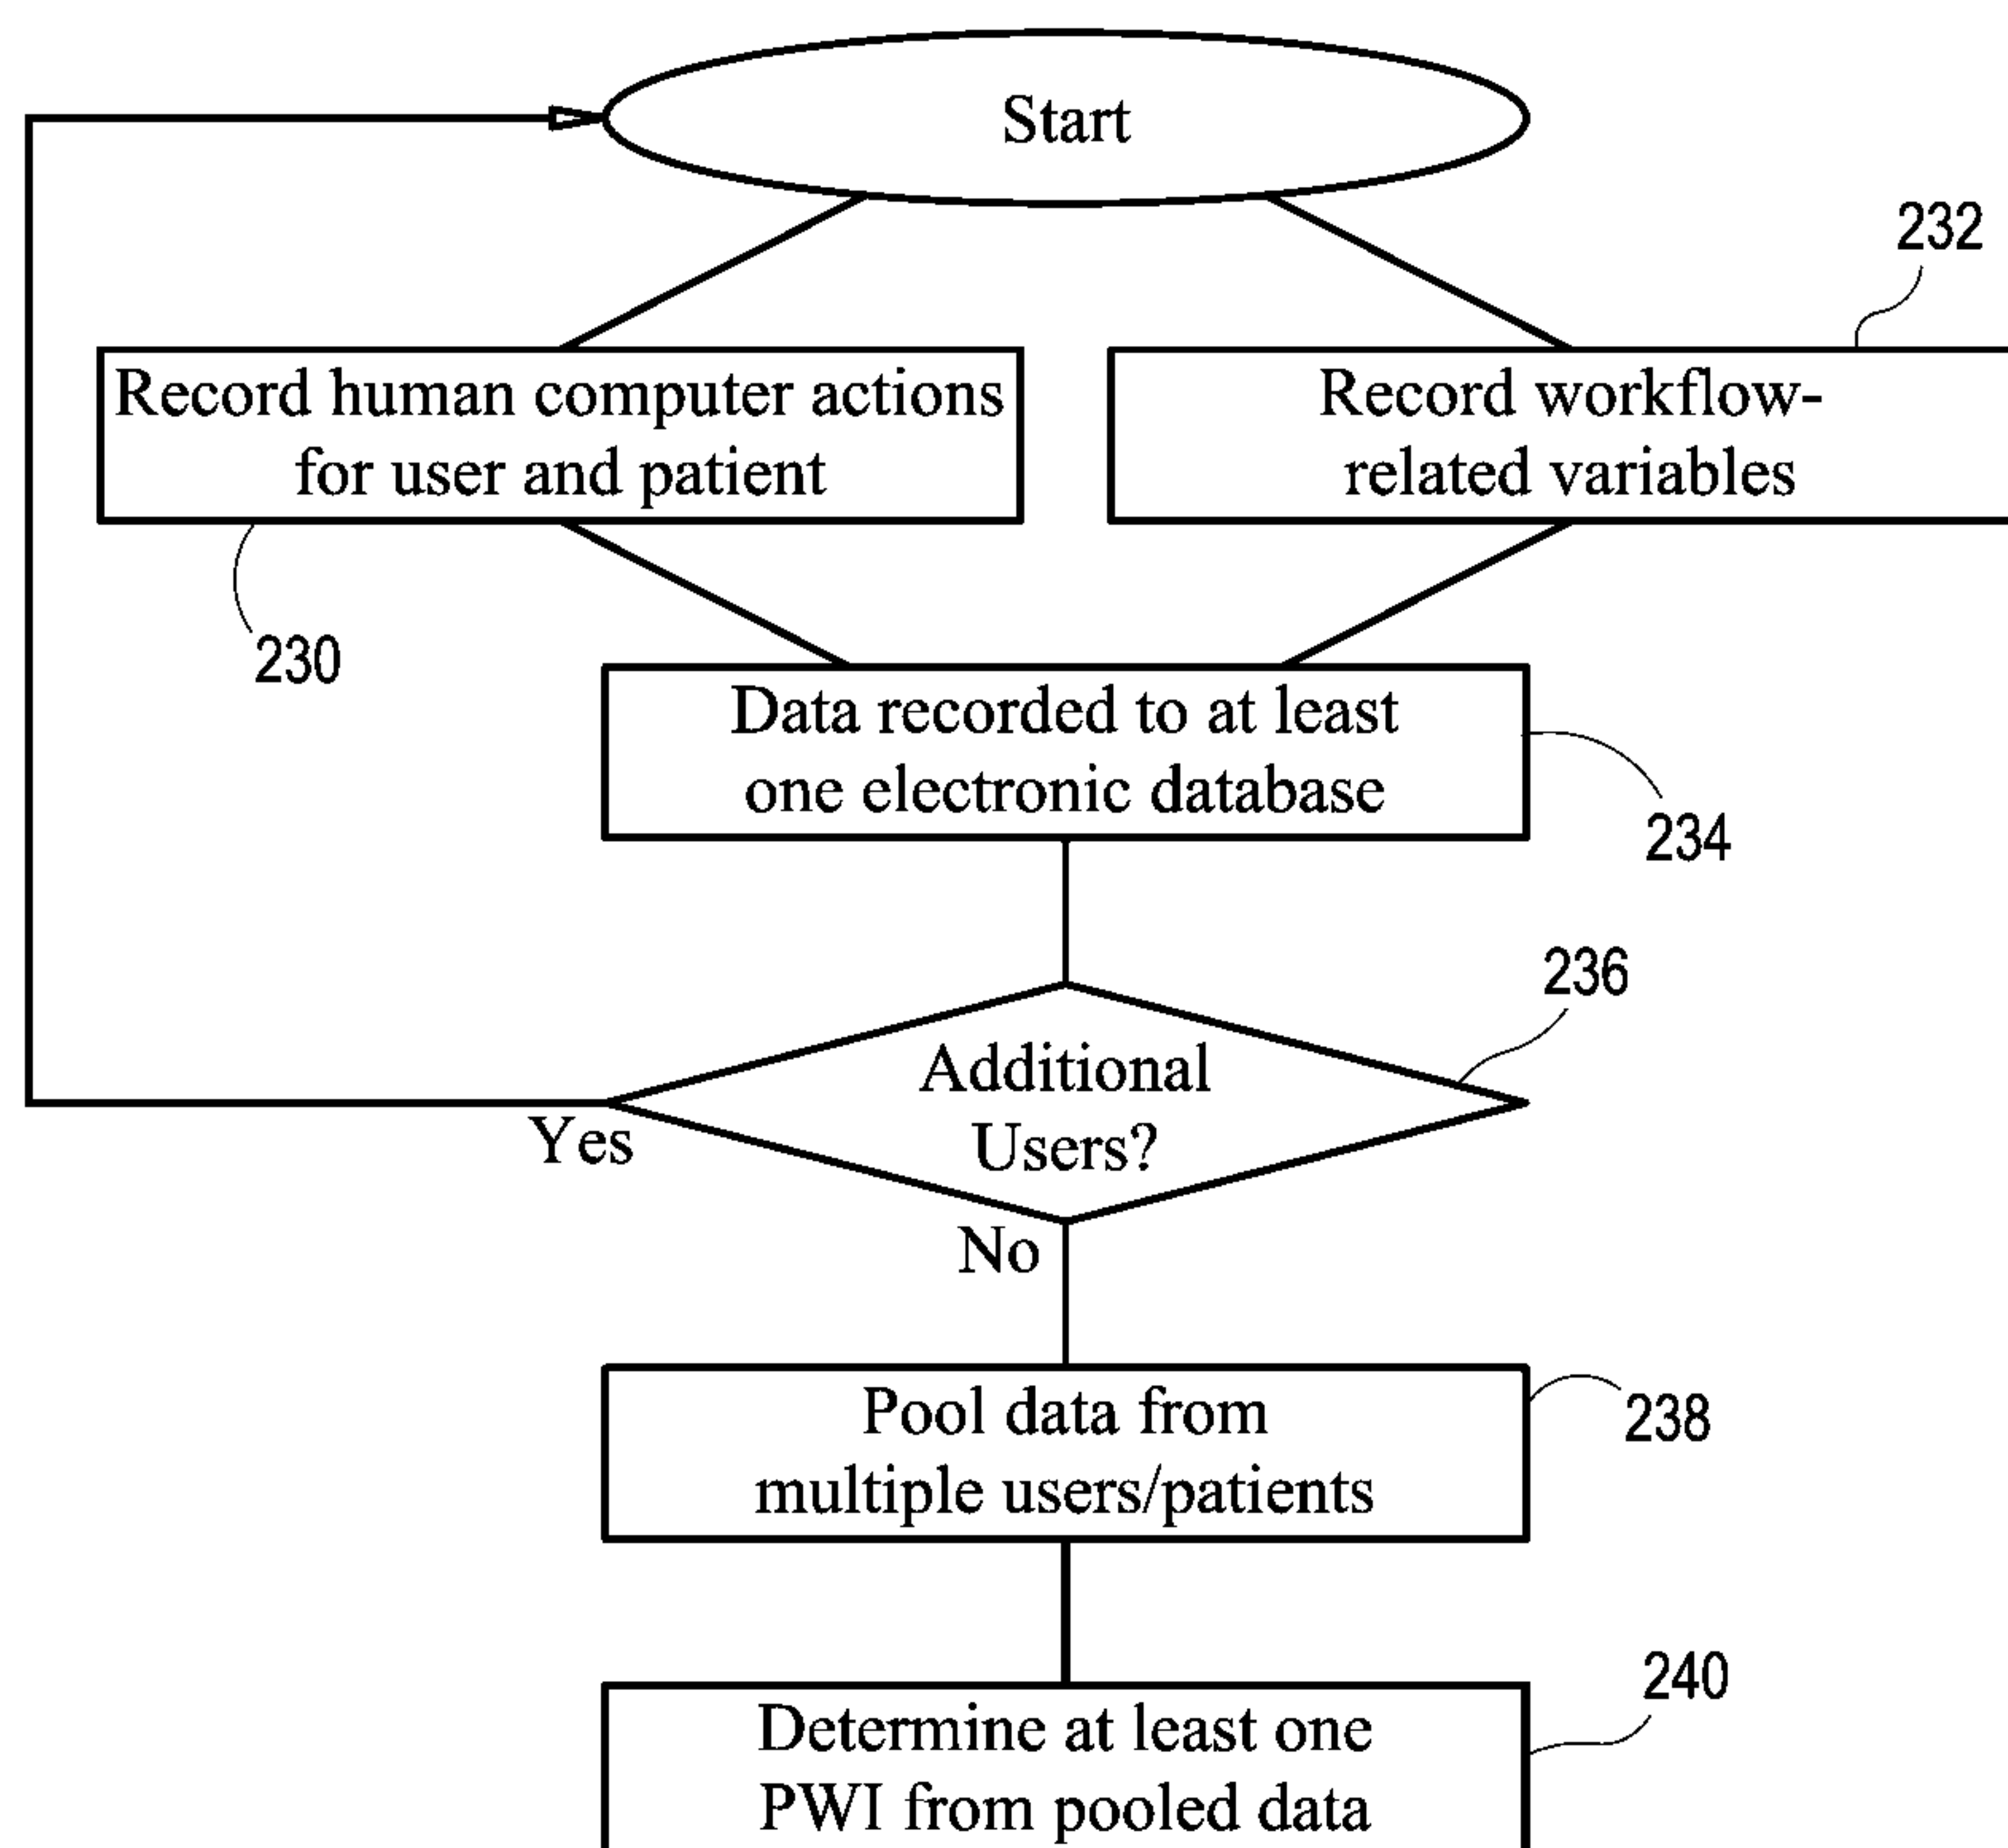 Start
232
Record human computer actions
for user and patient
Record workflow-
related variables
230
Data recorded to at least
one electronic database
234
236
Additional
Users?
Yes
No
Pool data from
multiple users/patients
238
240
Determine at least one
PWI from pooled data